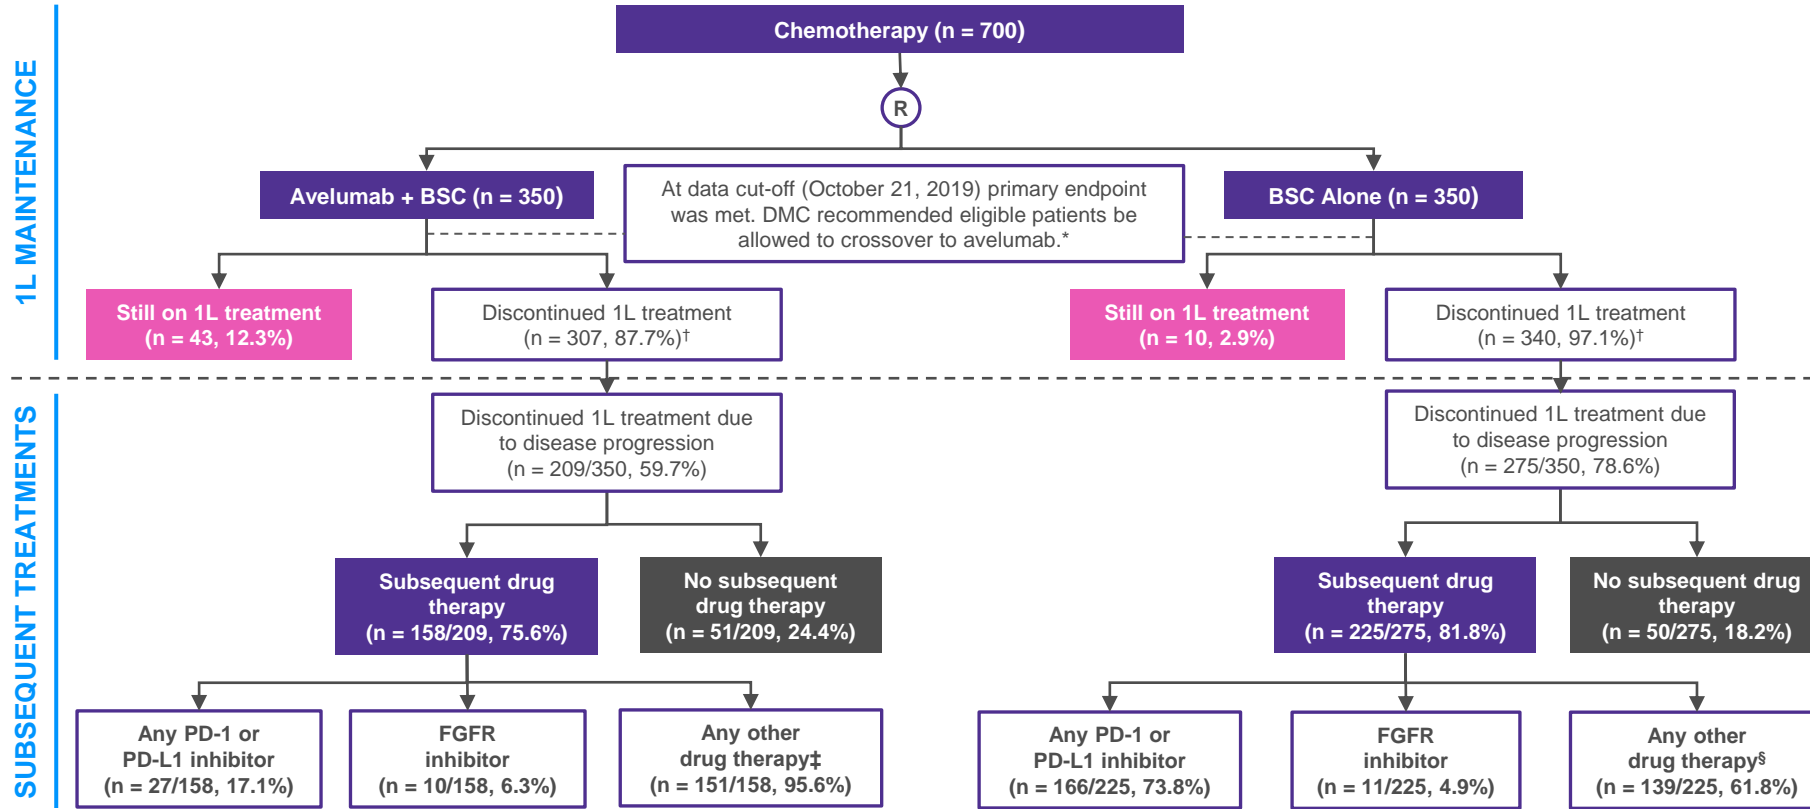 1L MAINTENANCE
Chemotherapy (n = 700)
R
Avelumab + BSC (n = 350)
At data cut-off (October 21, 2019) primary endpoint
was met. DMC recommended eligible patients be
allowed to crossover to avelumab.*
BSC Alone (n = 350)
Still on 1L treatment
(n = 43, 12.3%)
Discontinued 1L treatment
(n = 307, 87.7%)†
Still on 1L treatment
(n = 10, 2.9%)
Discontinued 1L treatment
(n = 340, 97.1%)†
SUBSEQUENT TREATMENTS
Discontinued 1L treatment due
to disease progression
(n = 209/350, 59.7%)
Discontinued 1L treatment due
to disease progression
(n = 275/350, 78.6%)
Subsequent drug
therapy
(n = 158/209, 75.6%)
No subsequent
drug therapy
(n = 51/209, 24.4%)
Subsequent drug
therapy
(n = 225/275, 81.8%)
No subsequent drug
therapy
(n = 50/275, 18.2%)
Any PD-1 or
PD-L1 inhibitor
(n = 27/158, 17.1%)
FGFR
inhibitor
(n = 10/158, 6.3%)
Any other
drug therapy‡
(n = 151/158, 95.6%)
Any PD-1 or
PD-L1 inhibitor
(n = 166/225, 73.8%)
FGFR
inhibitor
(n = 11/225, 4.9%)
Any other
drug therapy§
(n = 139/225, 61.8%)